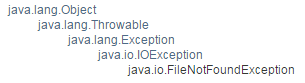 java.lang.Object
java.lang.Throwable
java.lang.Exception
java.io.IOException
java.io.FileNotFoundException